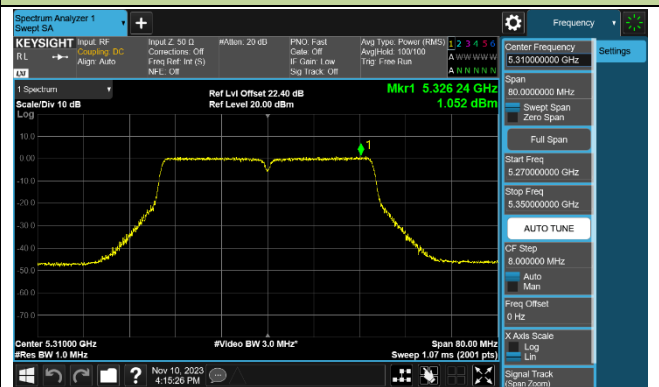 Spectrum Analyzer 1
Swept SA
Frequency
KEYSIGHT
Input: RF
Coupling: DC
Align: Auto
Input Z: 50 Ω
Corrections: Off
Freq Ref: Int (S)
NFE: Off
#Atten: 20 dB
PNO: Fast
Gate: Off
IF Gain: Low
Sig Track: Off
Avg Type: Power (RMS)
Avg|Hold: 100/100
Trig: Free Run
1 2 3 4 5 6
A W W W W W
A N N N N N
RL
LXI
1 Spectrum
Scale/Div 10 dB
Log
Ref Lvl Offset 22.40 dB
Ref Level 20.00 dBm
Mkr1 5.326 24 GHz
1.052 dBm
1
10.0
0.00
-10.0
-20.0
-30.0
-40.0
-50.0
-60.0
-70.0
Center 5.31000 GHz
#Res BW 1.0 MHz
#Video BW 3.0 MHz*
Span 80.00 MHz
Sweep 1.07 ms (2001 pts)
Nov 10, 2023
4:15:26 PM
Center Frequency
5.310000000 GHz
Settings
Span
80.0000000 MHz
Swept Span
Zero Span
Full Span
Start Freq
5.270000000 GHz
Stop Freq
5.350000000 GHz
AUTO TUNE
CF Step
8.000000 MHz
Auto
Man
Freq Offset
0 Hz
X Axis Scale
Log
Lin
Signal Track
(Span Zoom)